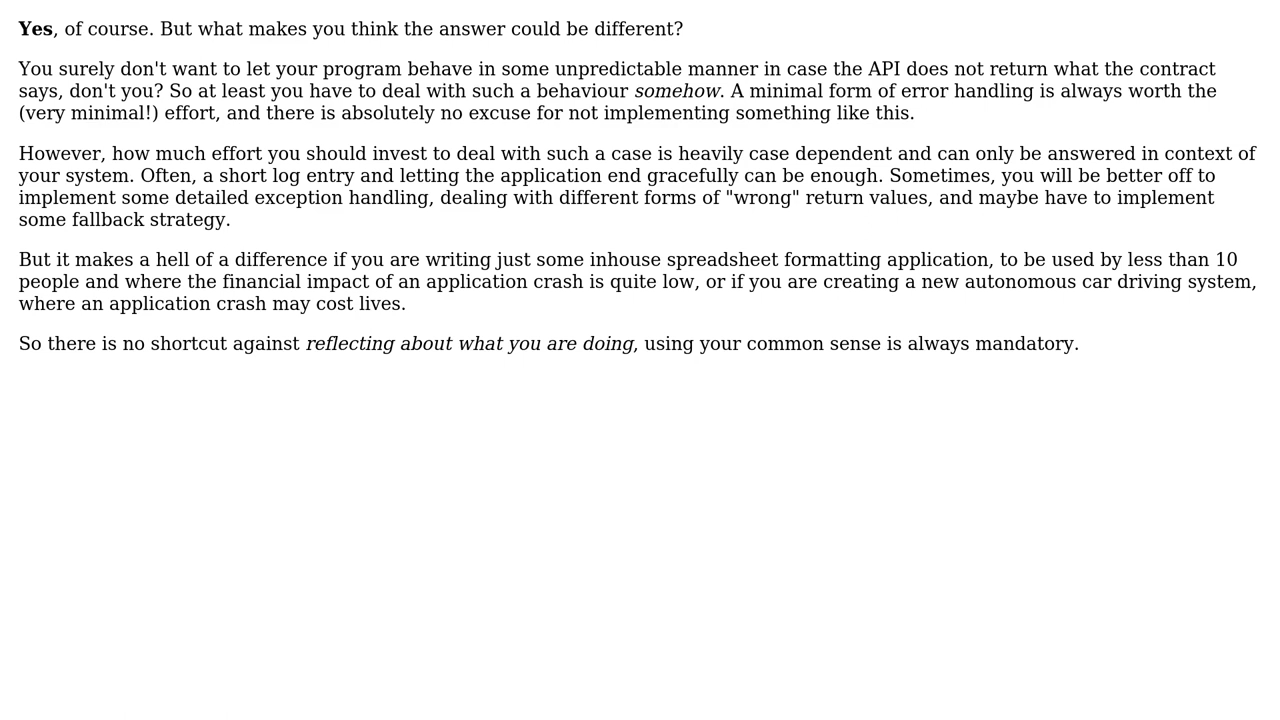 Yes, of course. But what makes you think the answer could be different?
You surely don't want to let your program behave in some unpredictable manner in case the API does not return what the contract
says, don't you? So at least you have to deal with such a behaviour somehow. A minimal form of error handling is always worth the
(very minimal!) effort, and there is absolutely no excuse for not implementing something like this.
However, how much effort you should invest to deal with such a case is heavily case dependent and can only be answered in context of
your system. Often, a short log entry and letting the application end gracefully can be enough. Sometimes, you will be better off to
implement some detailed exception handling, dealing with different forms of "wrong" return values, and maybe have to implement
some fallback strategy.
But it makes a hell of a difference if you are writing just some inhouse spreadsheet formatting application, to be used by less than 10
people and where the financial impact of an application crash is quite low, or if you are creating a new autonomous car driving system,
where an application crash may cost lives.
So there is no shortcut against reflecting about what you are doing, using your common sense is always mandatory.